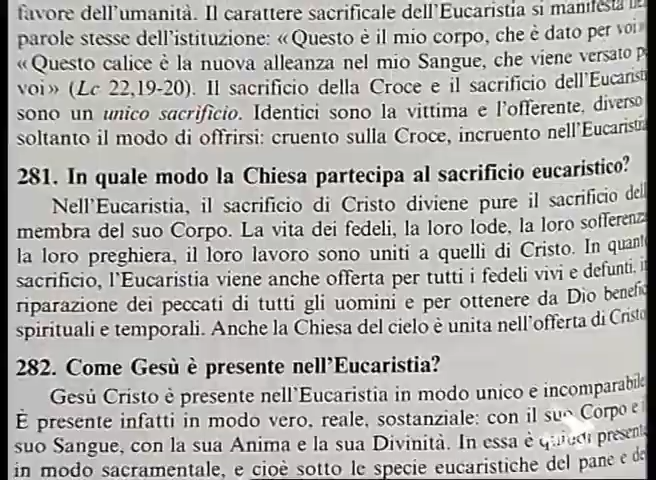 favore dell'umanità. Il carattere sacrificale dell'Eucaristia si manifesta
parole stesse dell'istituzione: «Questo è il mio corpo, che è dato per voi»
«Questo calice è la nuova alleanza nel mio Sangue, che viene versato p
voi» (Lc 22,19-20). Il sacrificio della Croce e il sacrificio dell'Eucarist
sono un unico sacrificio. Identici sono la vittima e l'offerente, diverso
soltanto il modo di offrirsi: cruento sulla Croce, incruento nell'Eucaristia
281. In quale modo la Chiesa partecipa al sacrificio eucaristico?
Nell'Eucaristia, il sacrificio di Cristo diviene pure il sacrificio dell
membra del suo Corpo. La vita dei fedeli, la loro lode, la loro sofferenz
la loro preghiera, il loro lavoro sono uniti a quelli di Cristo. In quant
sacrificio, l'Eucaristia viene anche offerta per tutti i fedeli vivi e defunti, i
riparazione dei peccati di tutti gli uomini e per ottenere da Dio benefic
spirituali e temporali. Anche la Chiesa del cielo è unita nell'offerta di Cristo
282. Come Gesù è presente nell'Eucaristia?
Gesù Cristo è presente nell'Eucaristia in modo unico e incomparabile
È presente infatti in modo vero, reale, sostanziale: con il suo Corpo e i
suo Sangue, con la sua Anima e la sua Divinità. In essa è quindi present
in modo sacramentale, e cioè sotto le specie eucaristiche del pane e de